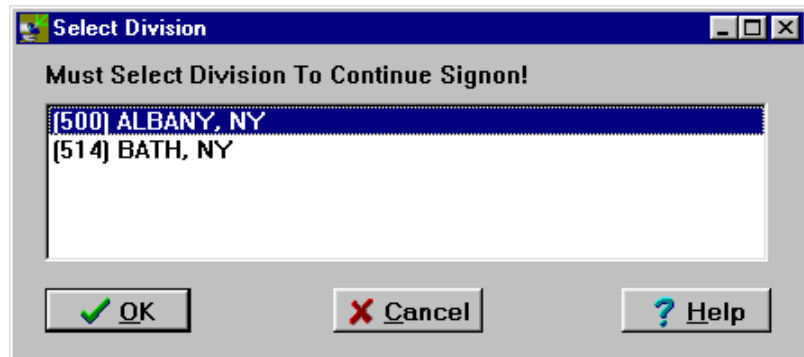 Select Division
Must Select Division To Continue Signon!
(500) ALBANY, NY
(514) BATH, NY
OK
Cancel
? Help